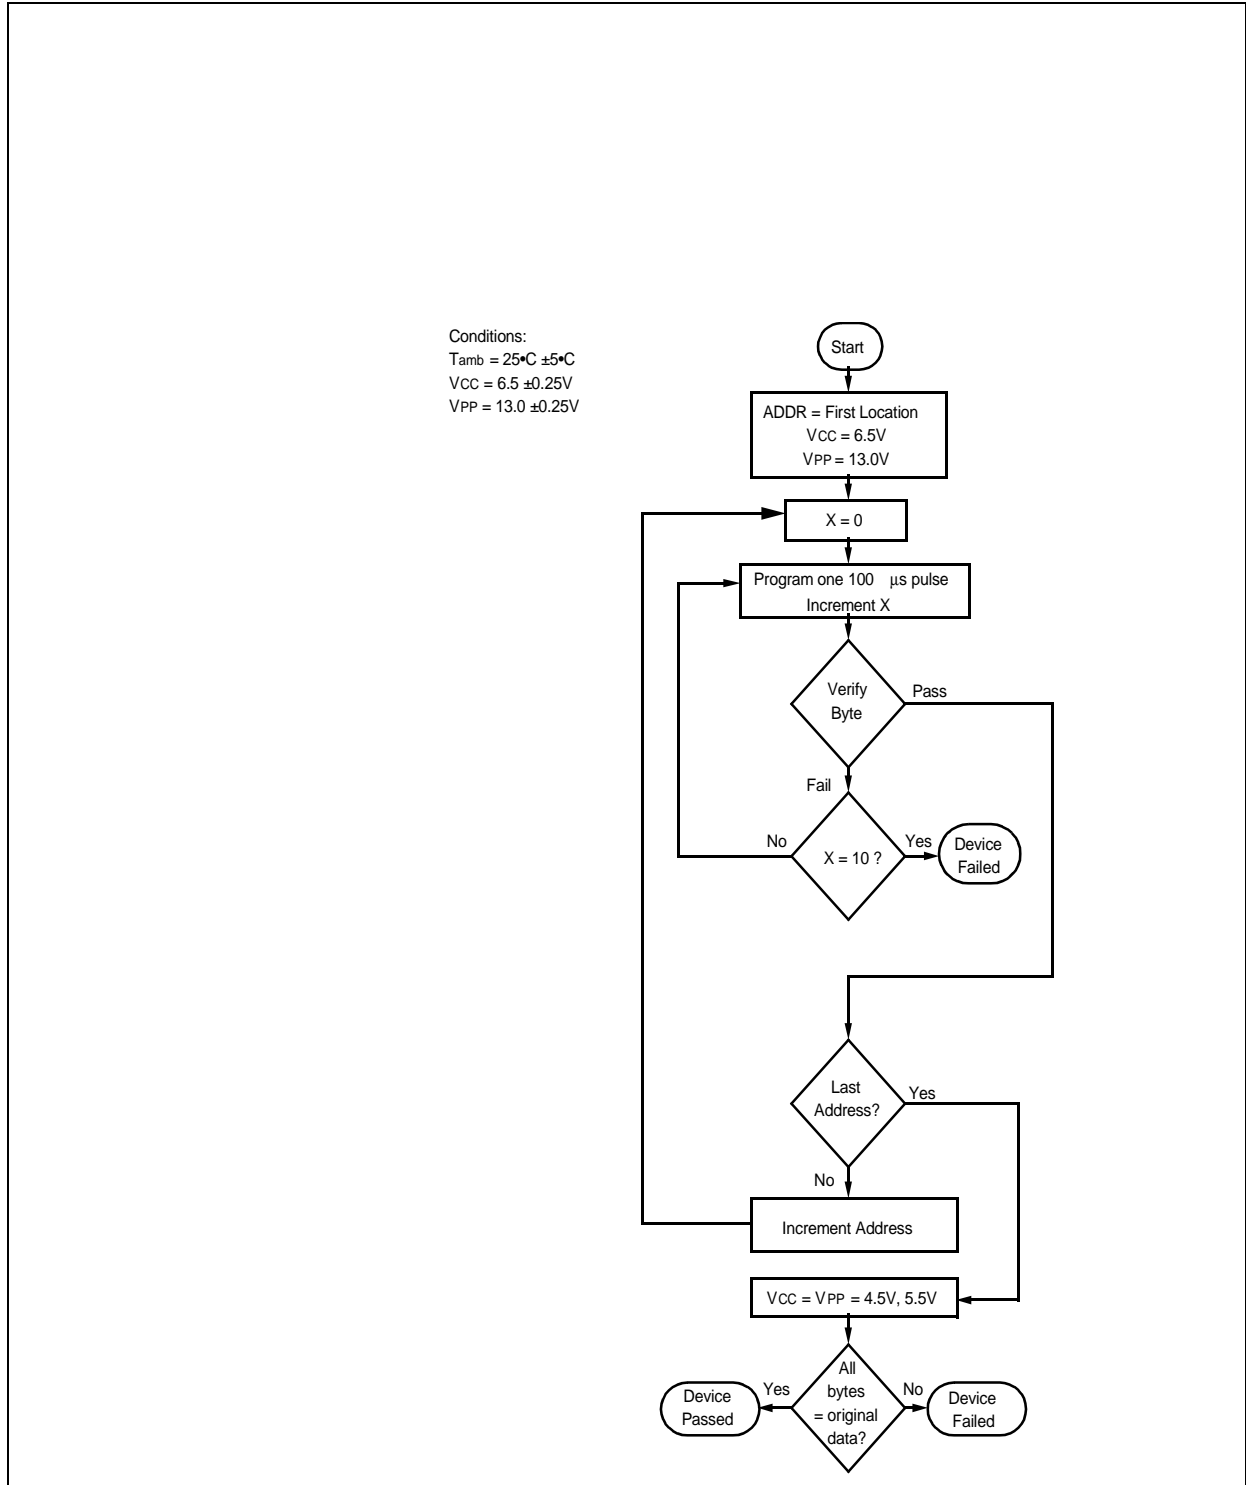 Conditions:
Tamb = 25•C ±5•C
VCC = 6.5 ±0.25V
VPP = 13.0 ±0.25V
Start
ADDR = First Location
VCC = 6.5V
VPP = 13.0V
X = 0
Program one 100 µs pulse
Increment X
Verify
Byte
Pass
Fail
No
X = 10 ?
Yes
Device
Failed
Last
Address?
Yes
No
Increment Address
VCC = VPP = 4.5V, 5.5V
All
bytes
= original
data?
Yes
Device
Passed
No
Device
Failed